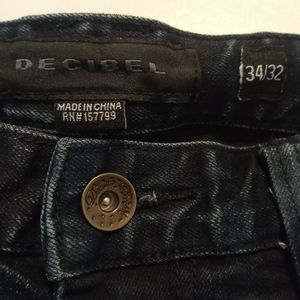 DECIBEL
34/32
MADE IN CHINA
RN#157799